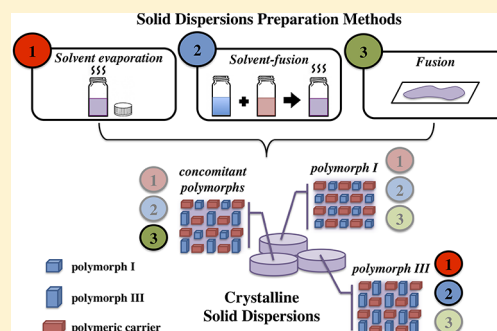 Solid Dispersions Preparation Methods
1
Solvent evaporation
2
Solvent-fusion
3
Fusion
concomitant
polymorphs
1
2
3
polymorph I
1
2
3
polymorph I
polymorph III
polymeric carrier
Crystalline
Solid Dispersions
polymorph III
1
2
3